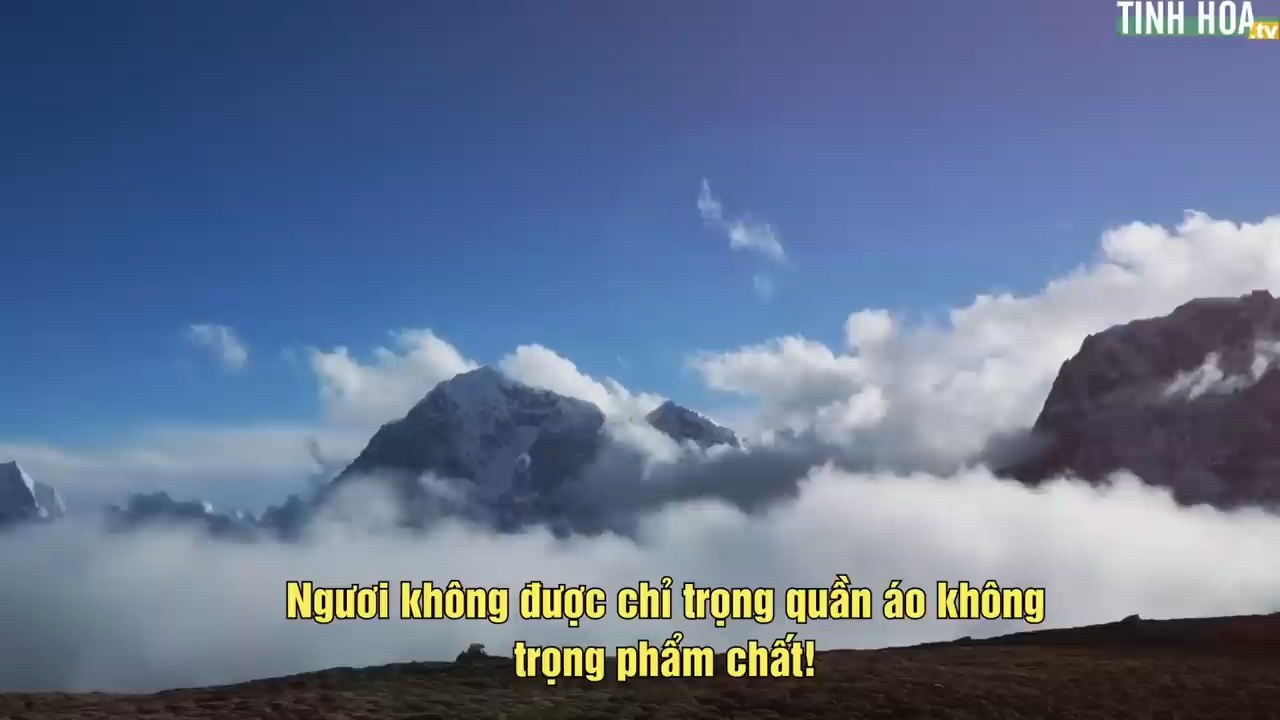 TINH HOA
.tv
Ngươi không được chỉ trọng quần áo không
trọng phẩm chất!